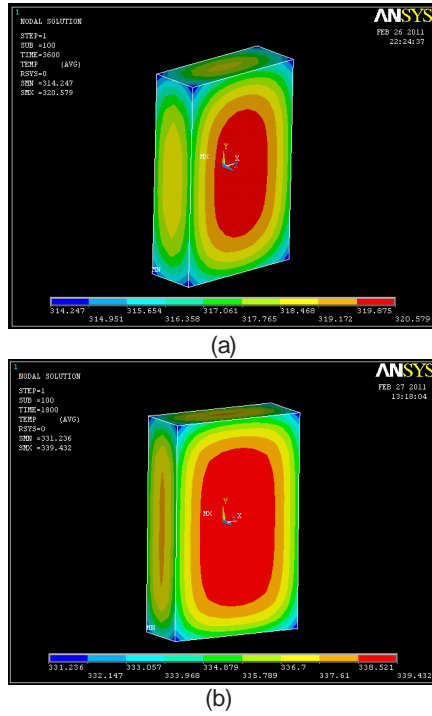 1
NODAL SOLUTION
STEP=1
SUB =100
TIME=3600
TEMP (AVG)
RSYS=0
SMN =314.247
SMX =320.579
ANSYS
FEB 26 2011
22:24:37
Y
MX X
Z
MN
314.247 315.654 317.061 318.468 319.875
314.951 316.358 317.765 319.172 320.579
(a)
1
NODAL SOLUTION
STEP=1
SUB =100
TIME=1800
TEMP (AVG)
RSYS=0
SMN =331.236
SMX =339.432
ANSYS
FEB 27 2011
13:18:04
Y
MX X
Z
MN
331.236 333.057 334.879 336.7 338.521
332.147 333.968 335.789 337.61 339.432
(b)